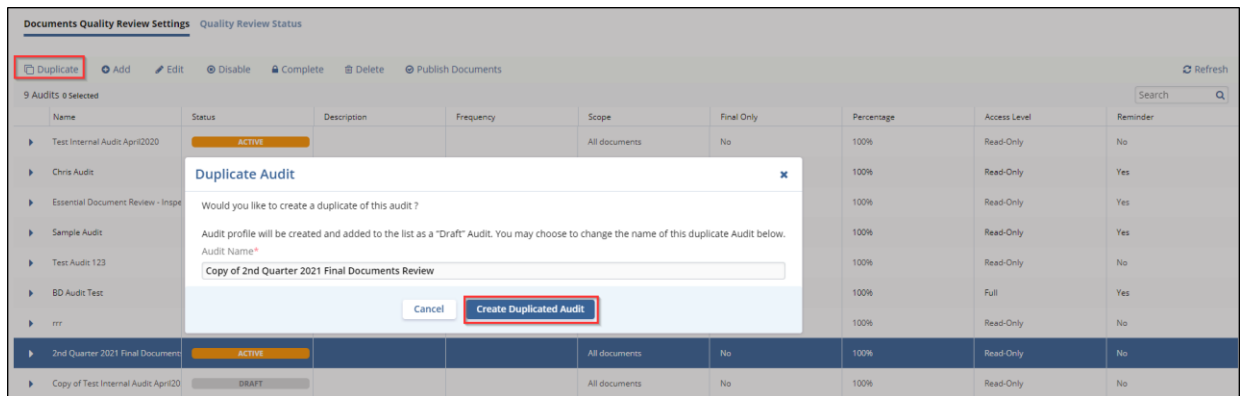 Documents Quality Review Settings Quality Review Status
Duplicate Add Edit Disable Complete Delete Publish Documents Refresh
9 Audits 0 Selected Search
Name Status Description Frequency Scope Final Only Percentage Access Level Reminder
Test Internal Audit April2020 ACTIVE All documents No 100% Read-Only No
Chris Audit 100% Read-Only Yes
Essential Document Review - Inspe 100% Read-Only Yes
Sample Audit 100% Read-Only Yes
Test Audit 123 100% Read-Only No
BD Audit Test 100% Full Yes
rrr 100% Read-Only No
Duplicate Audit
Would you like to create a duplicate of this audit ?
Audit profile will be created and added to the list as a "Draft" Audit. You may choose to change the name of this duplicate Audit below.
Audit Name*
Copy of 2nd Quarter 2021 Final Documents Review
Cancel Create Duplicated Audit
2nd Quarter 2021 Final Document ACTIVE All documents No 100% Read-Only No
Copy of Test Internal Audit April20 DRAFT All documents No 100% Read-Only No